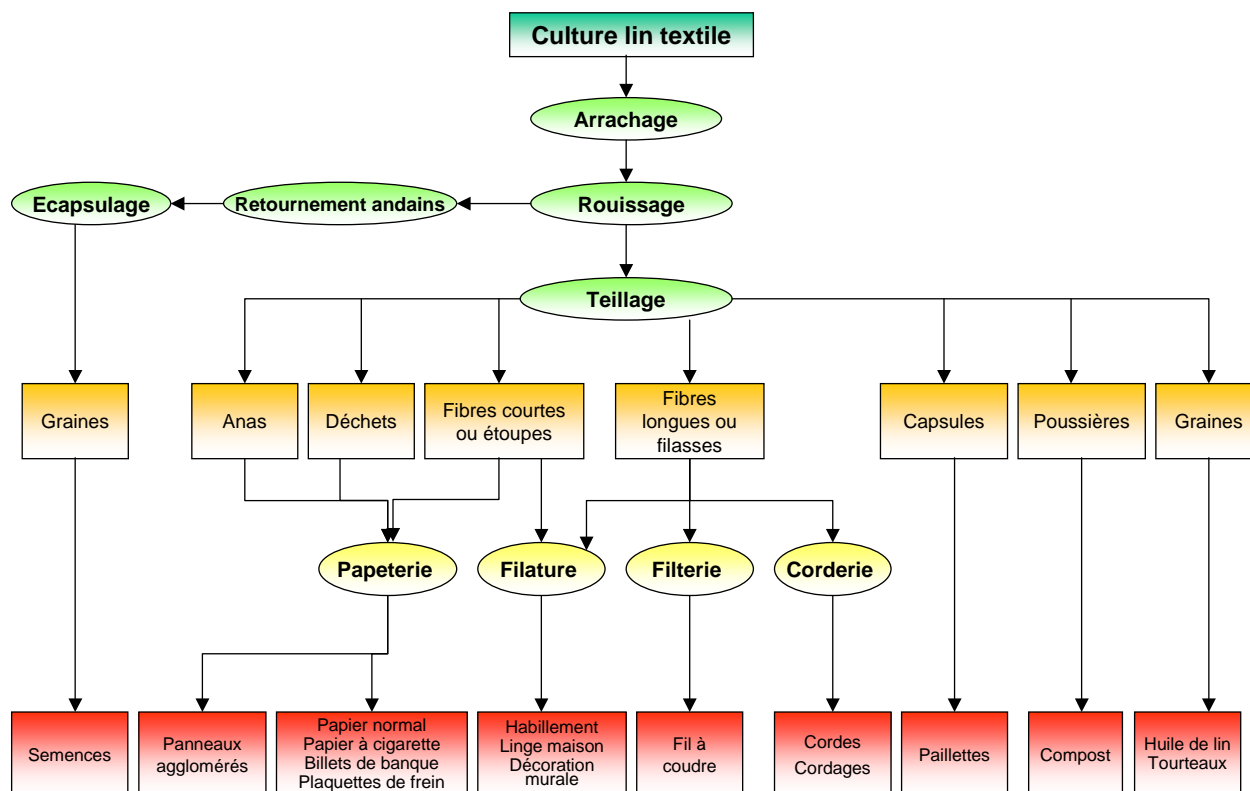 Culture lin textile
Arrachage
Ecapsulage
Retournement andains
Rouissage
Teillage
Graines
Anas
Déchets
Fibres courtes
ou étoupes
Fibres
longues ou
filasses
Capsules
Poussières
Graines
Papeterie
Filature
Filterie
Corderie
Semences
Panneaux
agglomérés
Papier normal
Papier à cigarette
Billets de banque
Plaquettes de frein
Habillement
Linge maison
Décoration
murale
Fil à
coudre
Cordes
Cordages
Paillettes
Compost
Huile de lin
Tourteaux